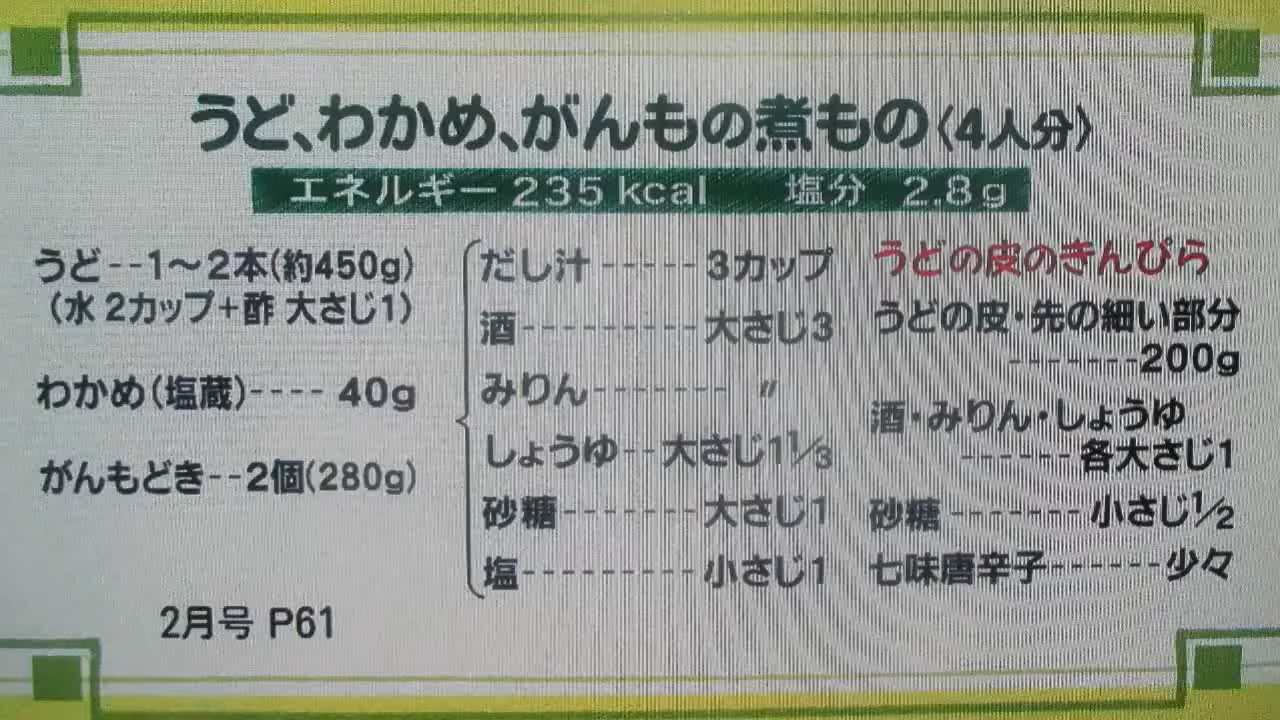 うど、わかめ、がんもの煮もの〈4人分〉
エネルギー 235 kcal 塩分 2.8g
うど--1〜2本(約450g)
(水 2カップ+酢 大さじ1)
わかめ(塩蔵)---- 40g
がんもどき--2個(280g)
だし汁-----3カップ
酒---------大さじ3
みりん------- 〃
しょうゆ--大さじ1⅓
砂糖-------大さじ1
塩---------小さじ1
うどの皮のきんぴら
うどの皮・先の細い部分
-------200g
酒・みりん・しょうゆ
------各大さじ1
砂糖-------小さじ½
七味唐辛子------少々
2月号 P61